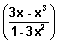 (3x - x³ / 1 - 3x²)